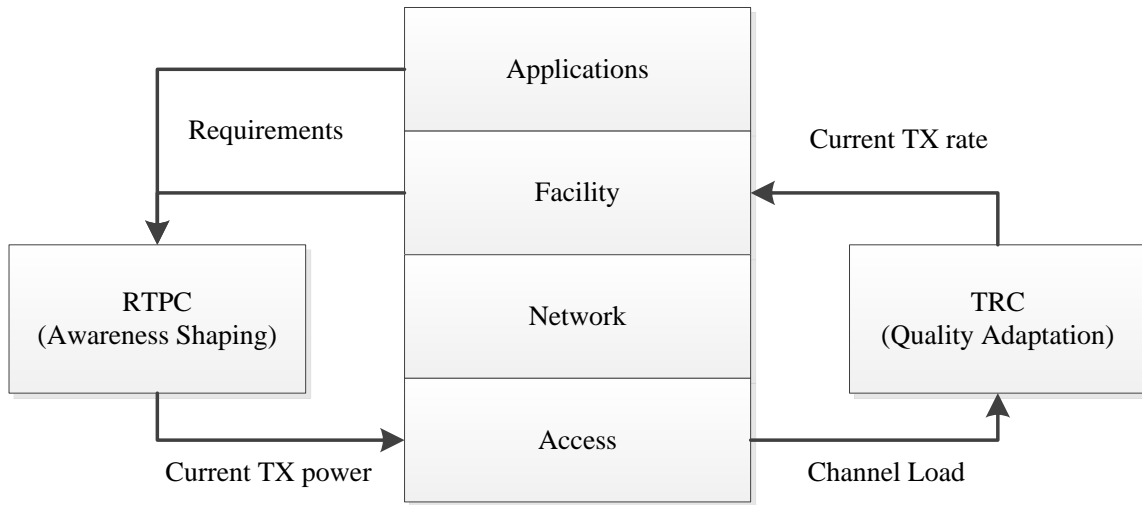 Applications
Requirements
Current TX rate
Facility
RTPC
(Awareness Shaping)
Network
TRC
(Quality Adaptation)
Access
Current TX power
Channel Load